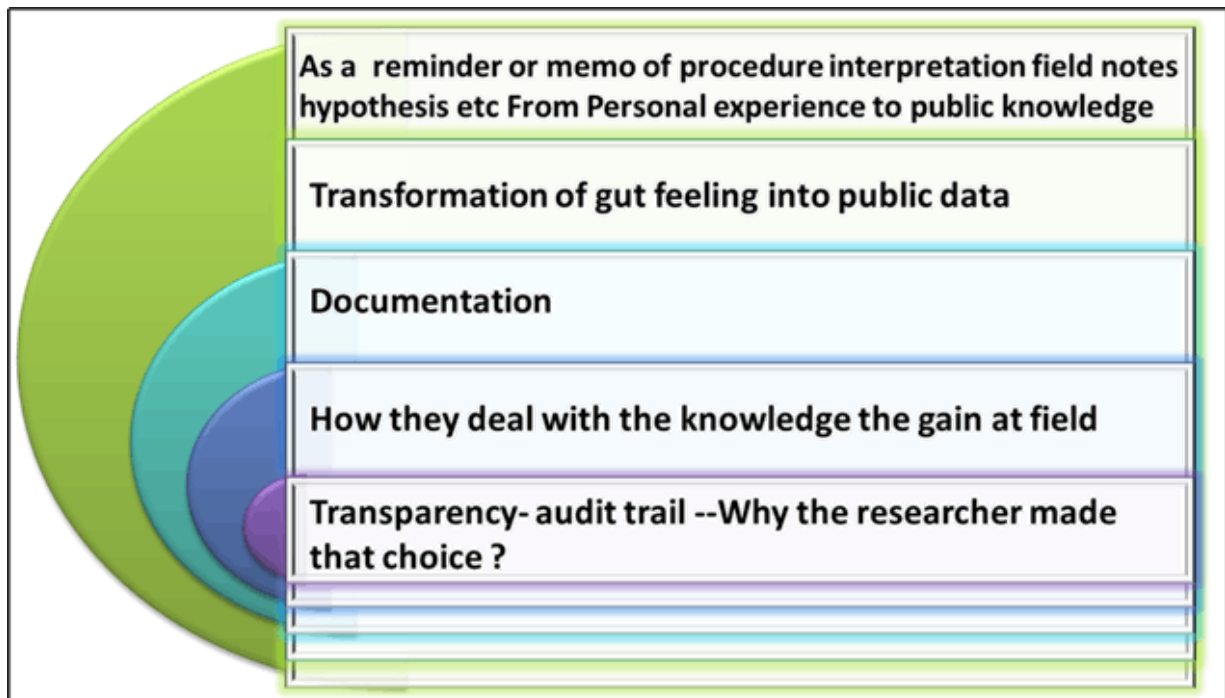 As a reminder or memo of procedure interpretation field notes
hypothesis etc From Personal experience to public knowledge
Transformation of gut feeling into public data
Documentation
How they deal with the knowledge the gain at field
Transparency- audit trail --Why the researcher made
that choice ?